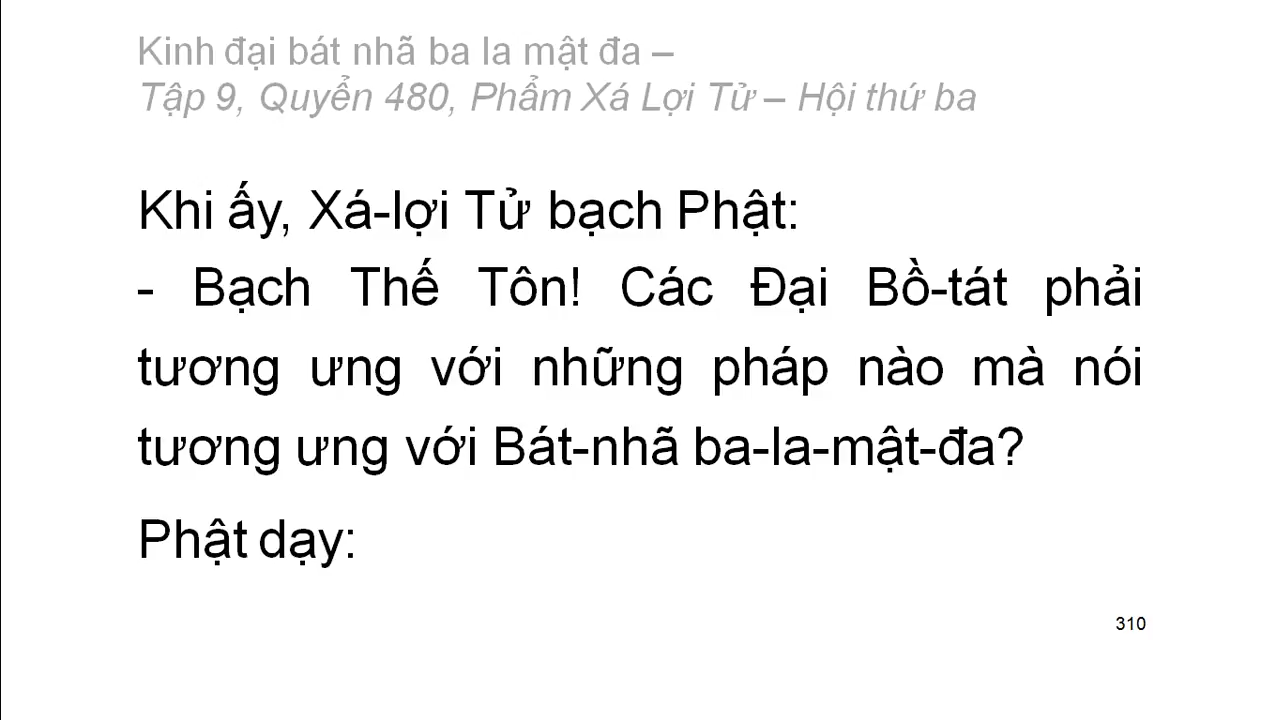 Kinh đại bát nhã ba la mật đa –
Tập 9, Quyển 480, Phẩm Xá Lợi Tử – Hội thứ ba
Khi ấy, Xá-lợi Tử bạch Phật:
- Bạch Thế Tôn! Các Đại Bồ-tát phải
tương ưng với những pháp nào mà nói
tương ưng với Bát-nhã ba-la-mật-đa?
Phật dạy:
310